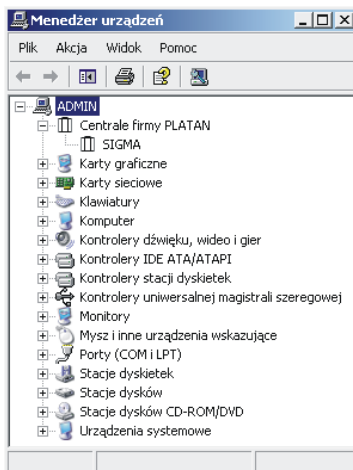 Menedżer urządzeń
Plik Akcja Widok Pomoc
ADMIN
Centrale firmy PLATAN
SIGMA
Karty graficzne
Karty sieciowe
Klawiatury
Komputer
Kontrolery dźwięku, wideo i gier
Kontrolery IDE ATA/ATAPI
Kontrolery stacji dyskietek
Kontrolery uniwersalnej magistrali szeregowej
Monitory
Mysz i inne urządzenia wskazujące
Porty (COM i LPT)
Stacje dyskietek
Stacje dysków
Stacje dysków CD-ROM/DVD
Urządzenia systemowe